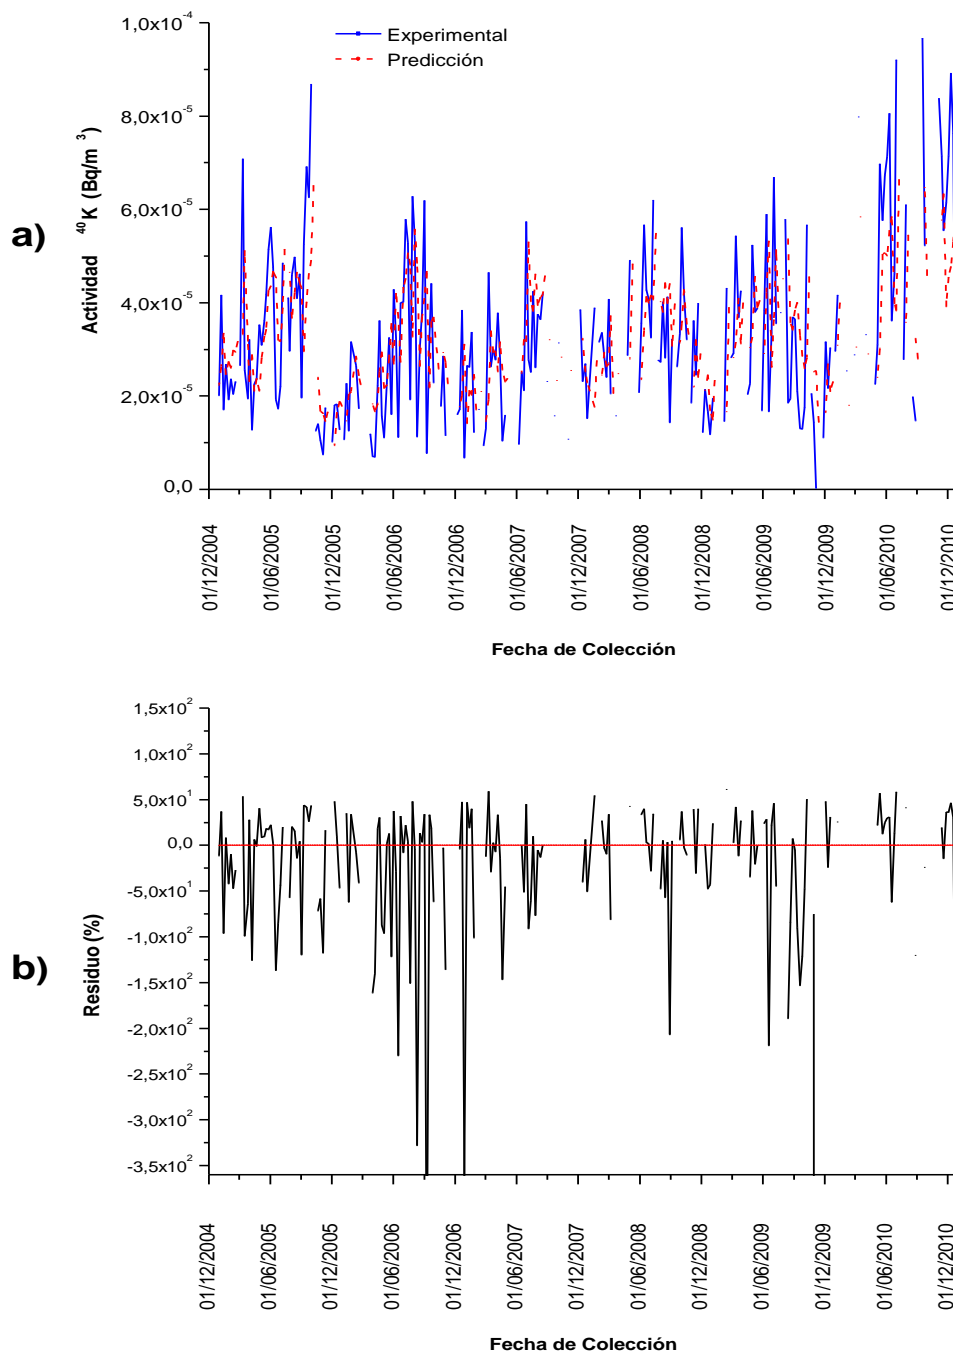 1,0x10-4
Experimental
Predicción
8,0x10-5
6,0x10-5
4,0x10-5
2,0x10-5
0,0
Actividad 40K (Bq/m3)
a)
01/12/2004
01/06/2005
01/12/2005
01/06/2006
01/12/2006
01/06/2007
01/12/2007
01/06/2008
01/12/2008
01/06/2009
01/12/2009
01/06/2010
01/12/2010
Fecha de Colección
1,5x102
1,0x102
5,0x101
0,0
-5,0x101
-1,0x102
-1,5x102
-2,0x102
-2,5x102
-3,0x102
-3,5x102
Residuo (%)
b)
01/12/2004
01/06/2005
01/12/2005
01/06/2006
01/12/2006
01/06/2007
01/12/2007
01/06/2008
01/12/2008
01/06/2009
01/12/2009
01/06/2010
01/12/2010
Fecha de Colección